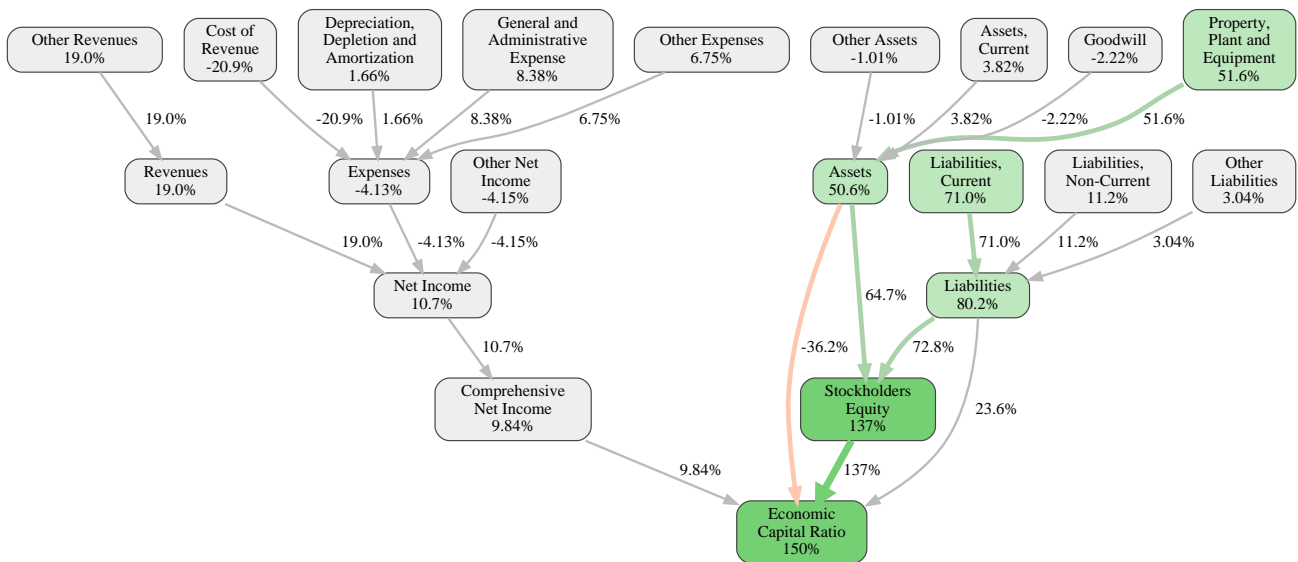 Other Revenues
19.0%
Cost of
Revenue
-20.9%
Depreciation,
Depletion and
Amortization
1.66%
General and
Administrative
Expense
8.38%
Other Expenses
6.75%
Other Assets
-1.01%
Assets,
Current
3.82%
Goodwill
-2.22%
Property,
Plant and
Equipment
51.6%
19.0%
-20.9%
1.66%
8.38%
6.75%
-1.01%
3.82%
-2.22%
51.6%
Revenues
19.0%
Expenses
-4.13%
Other Net
Income
-4.15%
Assets
50.6%
Liabilities,
Current
71.0%
Liabilities,
Non-Current
11.2%
Other
Liabilities
3.04%
19.0%
-4.13%
-4.15%
71.0%
11.2%
3.04%
Net Income
10.7%
64.7%
Liabilities
80.2%
10.7%
-36.2%
72.8%
Comprehensive
Net Income
9.84%
Stockholders
Equity
137%
23.6%
9.84%
137%
Economic
Capital Ratio
150%